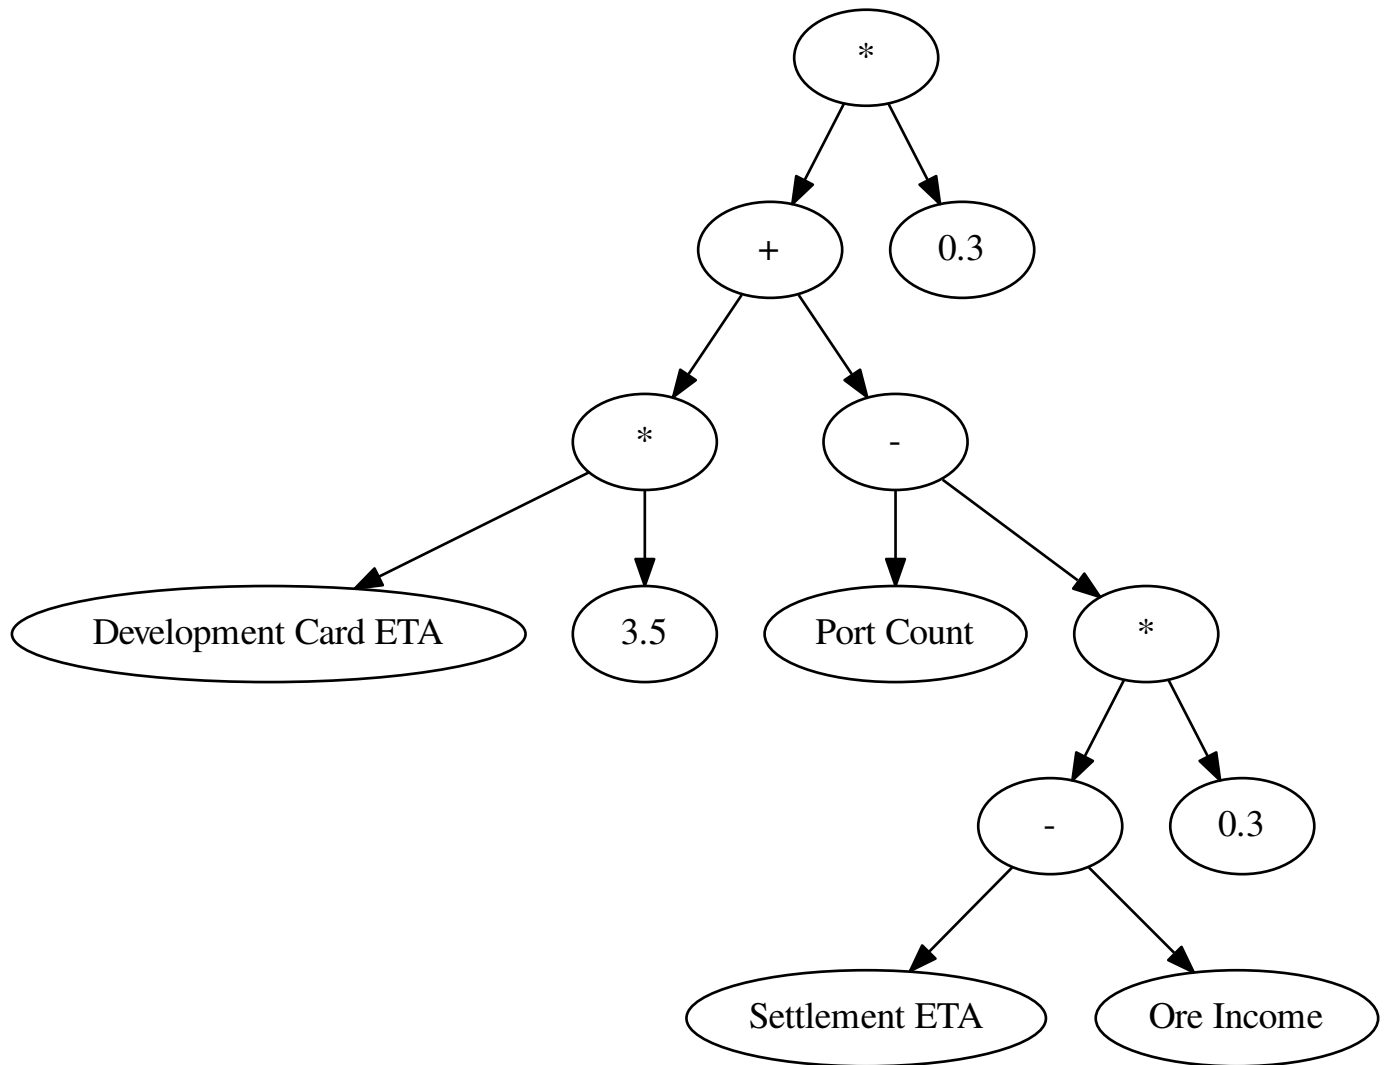 *
+
0.3
*
-
Development Card ETA
3.5
Port Count
*
-
0.3
Settlement ETA
Ore Income